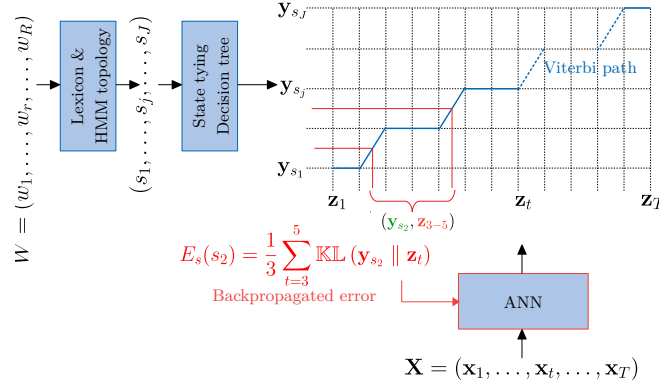 W = (w_1, . . . , w_r, . . . , w_R)
Lexicon &
HMM topology
(s_1, . . . , s_j, . . . , s_J)
State tying
Decision tree
y_{s_J}
y_{s_j}
y_{s_1}
Viterbi path
z_1
z_t
z_T
(y_{s_2}, z_{3−5})
E_s(s_2) = \frac{1}{3} \sum_{t=3}^{5} 𝕂𝕃 (y_{s_2} ∥ z_t)
Backpropagated error
ANN
X = (x_1, . . . , x_t, . . . , x_T)